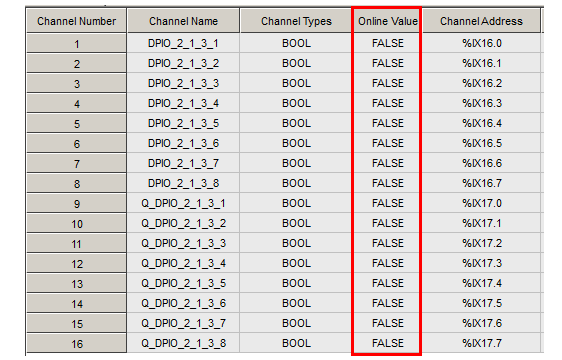 Channel Number Channel Name Channel Types Online Value Channel Address
1 DPIO_2_1_3_1 BOOL FALSE %IX16.0
2 DPIO_2_1_3_2 BOOL FALSE %IX16.1
3 DPIO_2_1_3_3 BOOL FALSE %IX16.2
4 DPIO_2_1_3_4 BOOL FALSE %IX16.3
5 DPIO_2_1_3_5 BOOL FALSE %IX16.4
6 DPIO_2_1_3_6 BOOL FALSE %IX16.5
7 DPIO_2_1_3_7 BOOL FALSE %IX16.6
8 DPIO_2_1_3_8 BOOL FALSE %IX16.7
9 Q_DPIO_2_1_3_1 BOOL FALSE %IX17.0
10 Q_DPIO_2_1_3_2 BOOL FALSE %IX17.1
11 Q_DPIO_2_1_3_3 BOOL FALSE %IX17.2
12 Q_DPIO_2_1_3_4 BOOL FALSE %IX17.3
13 Q_DPIO_2_1_3_5 BOOL FALSE %IX17.4
14 Q_DPIO_2_1_3_6 BOOL FALSE %IX17.5
15 Q_DPIO_2_1_3_7 BOOL FALSE %IX17.6
16 Q_DPIO_2_1_3_8 BOOL FALSE %IX17.7